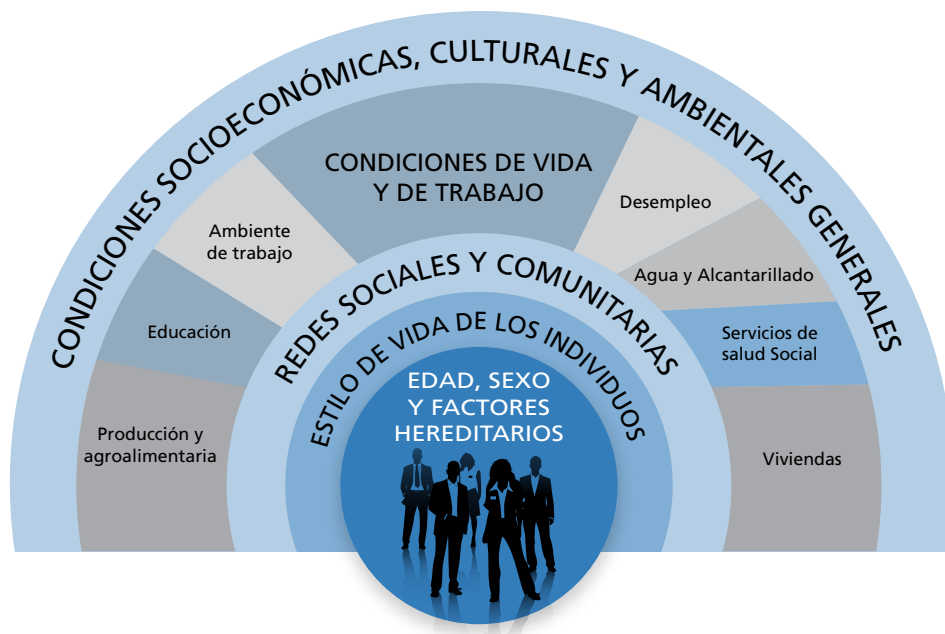 CONDICIONES SOCIOECONÓMICAS, CULTURALES Y AMBIENTALES GENERALES
CONDICIONES DE VIDA
Y DE TRABAJO
Ambiente
de trabajo
Educación
Producción y
agroalimentaria
Desempleo
Agua y Alcantarillado
Servicios de
salud Social
Viviendas
REDES SOCIALES Y COMUNITARIAS
ESTILO DE VIDA DE LOS INDIVIDUOS
EDAD, SEXO
Y FACTORES
HEREDITARIOS